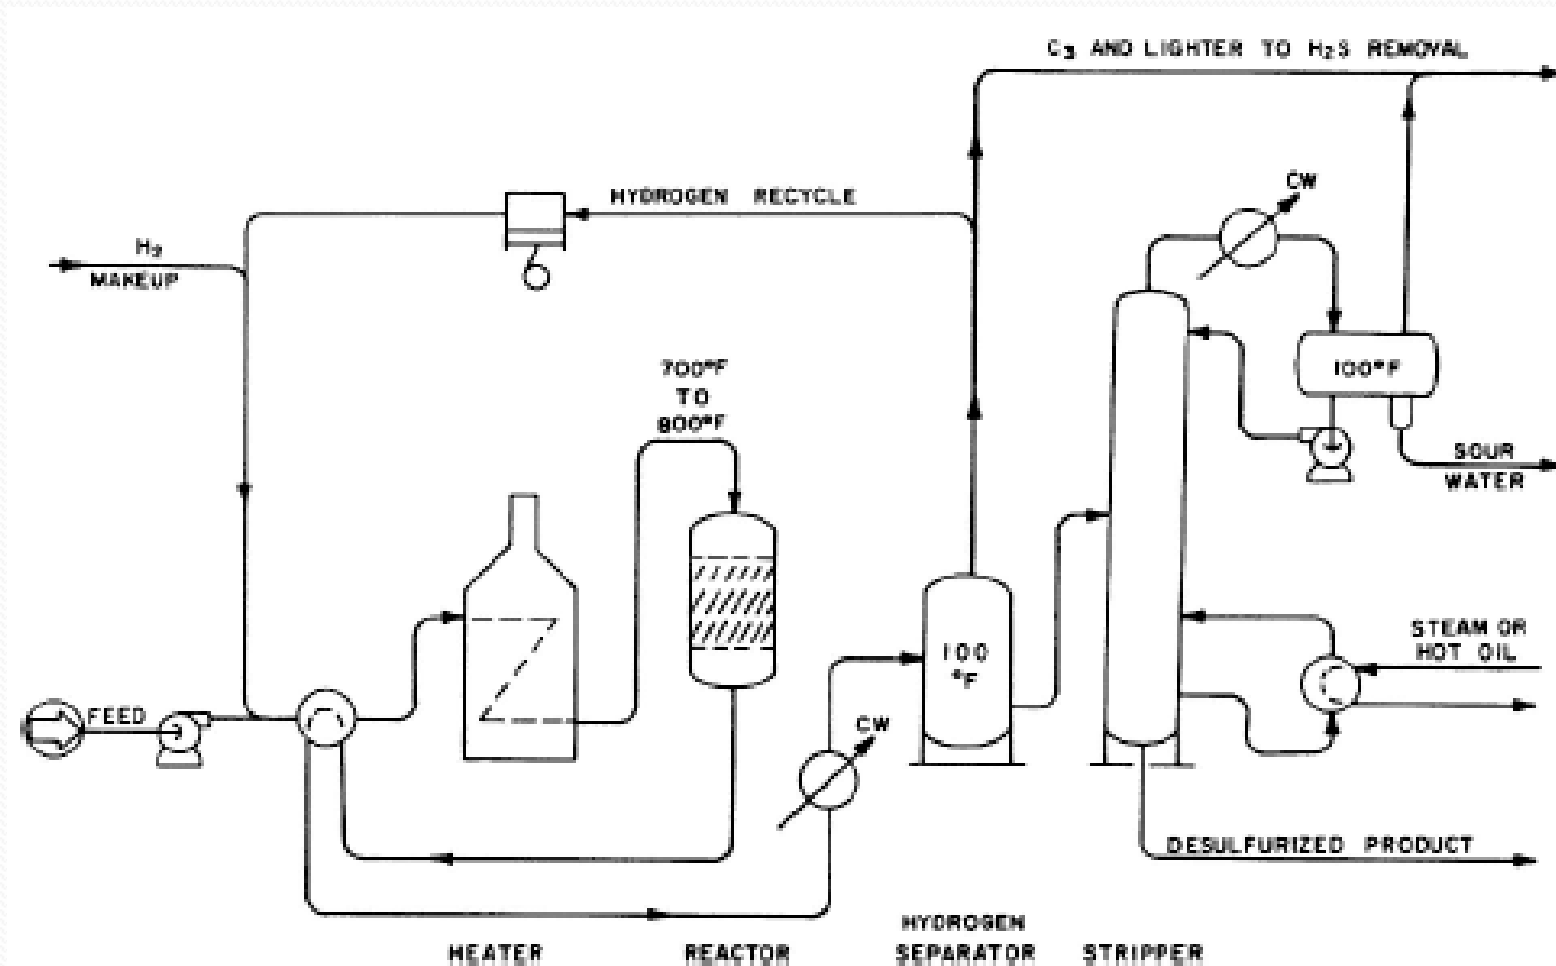 C₃ AND LIGHTER TO H₂S REMOVAL
HYDROGEN RECYCLE
CW
H₂
MAKEUP
700°F
TO
800°F
100°F
SOUR
WATER
STEAM OR
HOT OIL
100
°F
FEED
CW
DESULFURIZED PRODUCT
HYDROGEN
HEATER REACTOR SEPARATOR STRIPPER